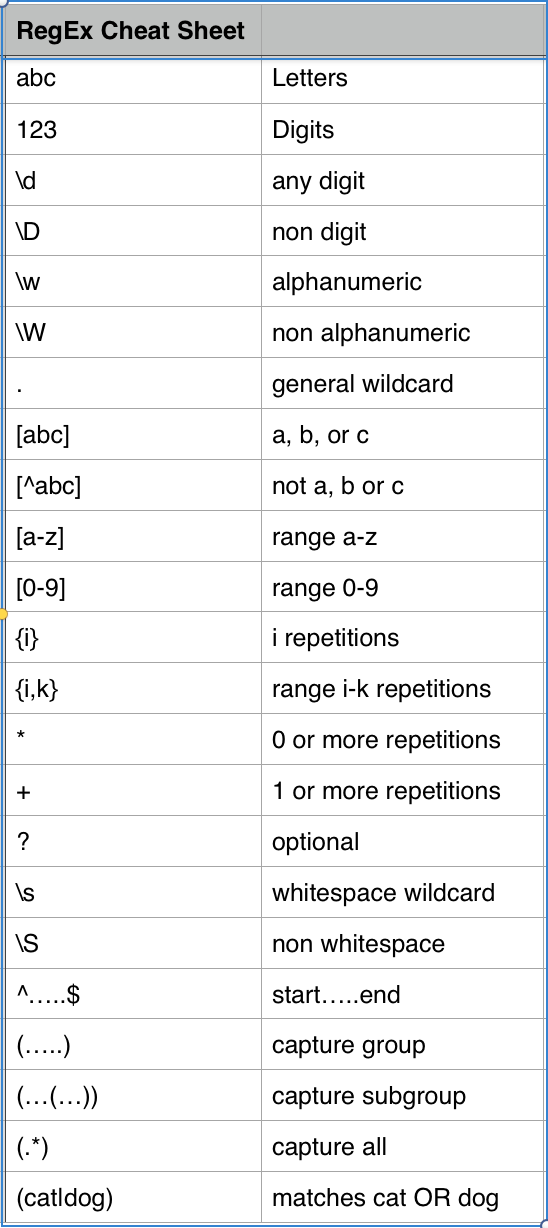 RegEx Cheat Sheet
abc Letters
123 Digits
\d any digit
\D non digit
\w alphanumeric
\W non alphanumeric
. general wildcard
[abc] a, b, or c
[^abc] not a, b or c
[a-z] range a-z
[0-9] range 0-9
{i} i repetitions
{i,k} range i-k repetitions
* 0 or more repetitions
+ 1 or more repetitions
? optional
\s whitespace wildcard
\S non whitespace
^…..$ start…..end
(…..) capture group
(…(…)) capture subgroup
(.*) capture all
(cat|dog) matches cat OR dog